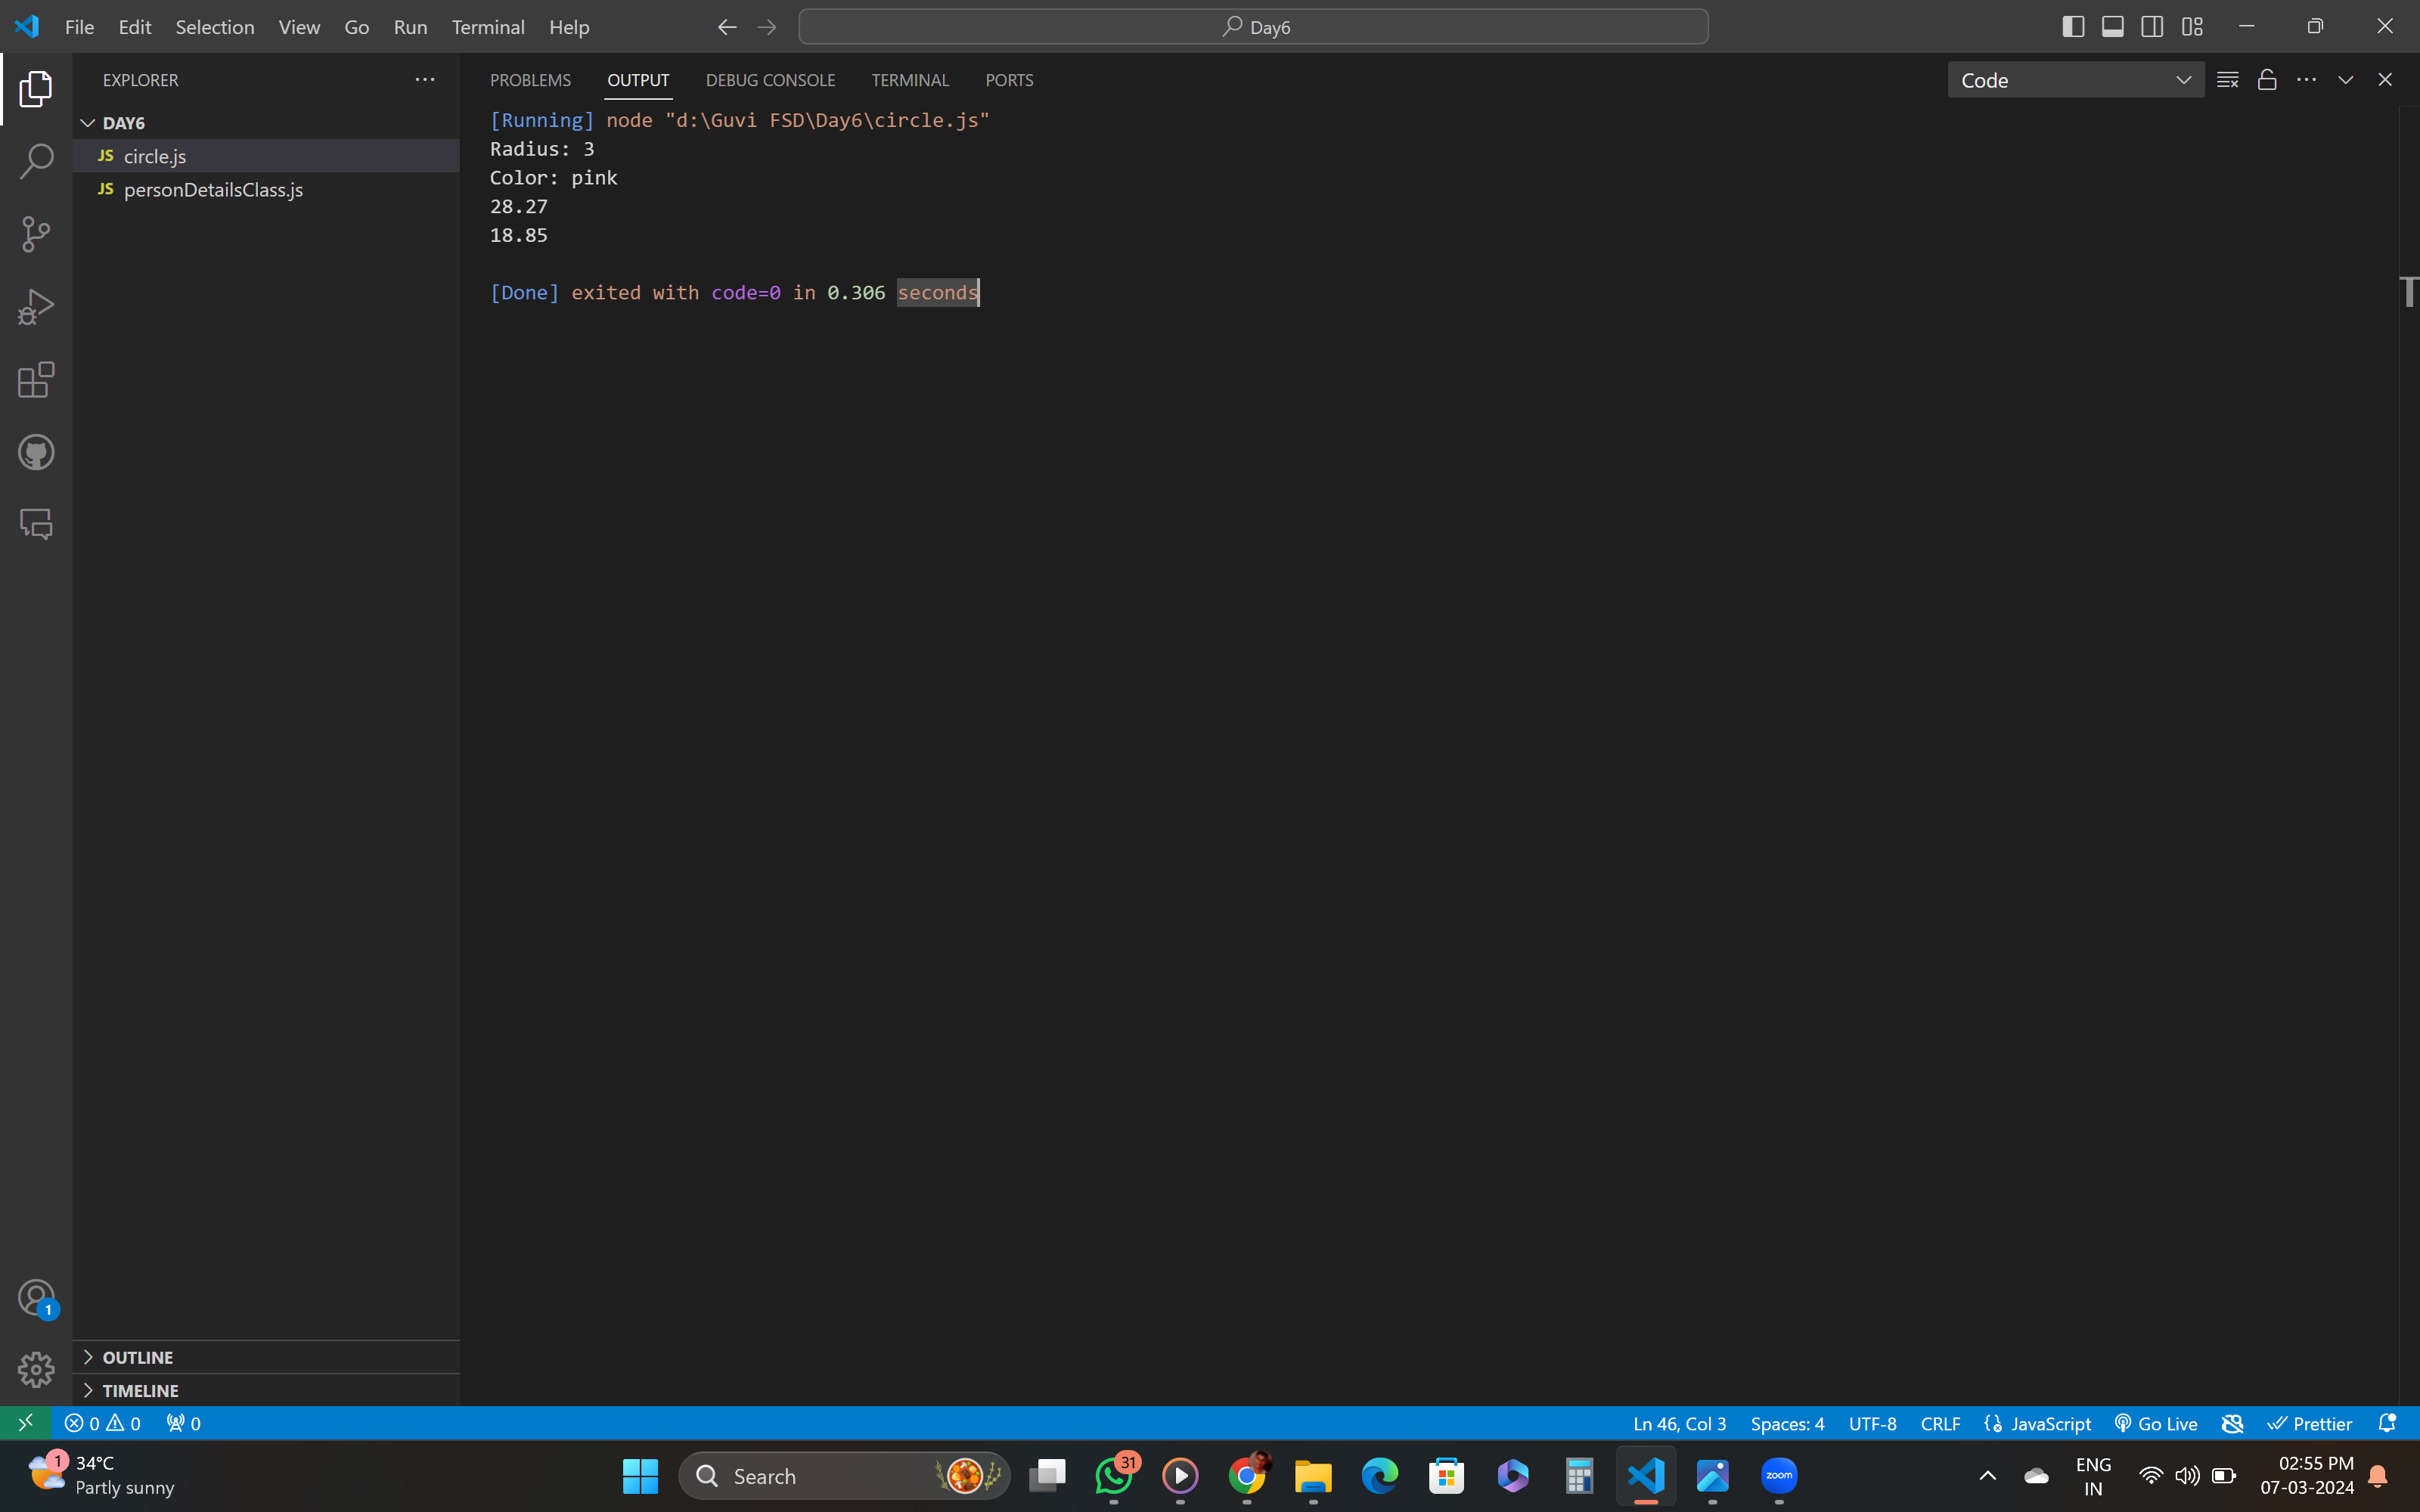 File Edit Selection View Go Run Terminal Help
Day6
EXPLORER
DAY6
JS circle.js
JS personDetailsClass.js
PROBLEMS OUTPUT DEBUG CONSOLE TERMINAL PORTS
Code
[Running] node "d:\Guvi FSD\Day6\circle.js"
Radius: 3
Color: pink
28.27
18.85
[Done] exited with code=0 in 0.306 seconds
1
OUTLINE
TIMELINE
0 0 0
Ln 46, Col 3 Spaces: 4 UTF-8 CRLF JavaScript Go Live Prettier
1
34°C
Partly sunny
Search
31
zoom
ENG
IN
02:55 PM
07-03-2024